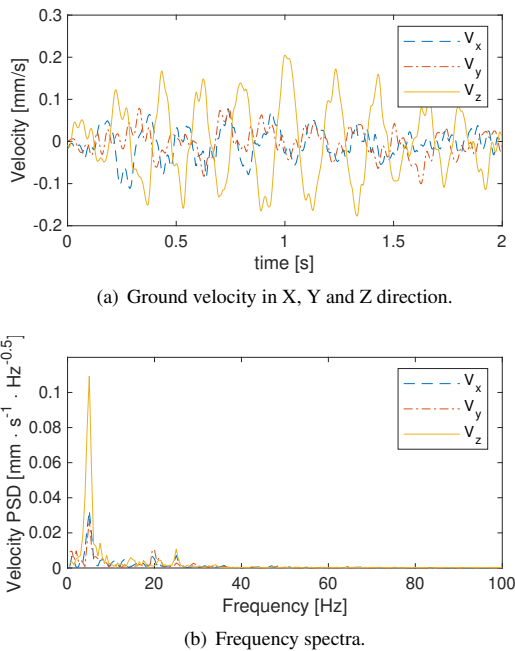 0.3
0.2
0.1
0
-0.1
-0.2
Velocity [mm/s]
V_x
V_y
V_z
0 0.5 1 1.5 2
time [s]
(a) Ground velocity in X, Y and Z direction.
0.1
0.08
0.06
0.04
0.02
0
Velocity PSD [mm · s^-1 · Hz^-0.5]
V_x
V_y
V_z
0 20 40 60 80 100
Frequency [Hz]
(b) Frequency spectra.